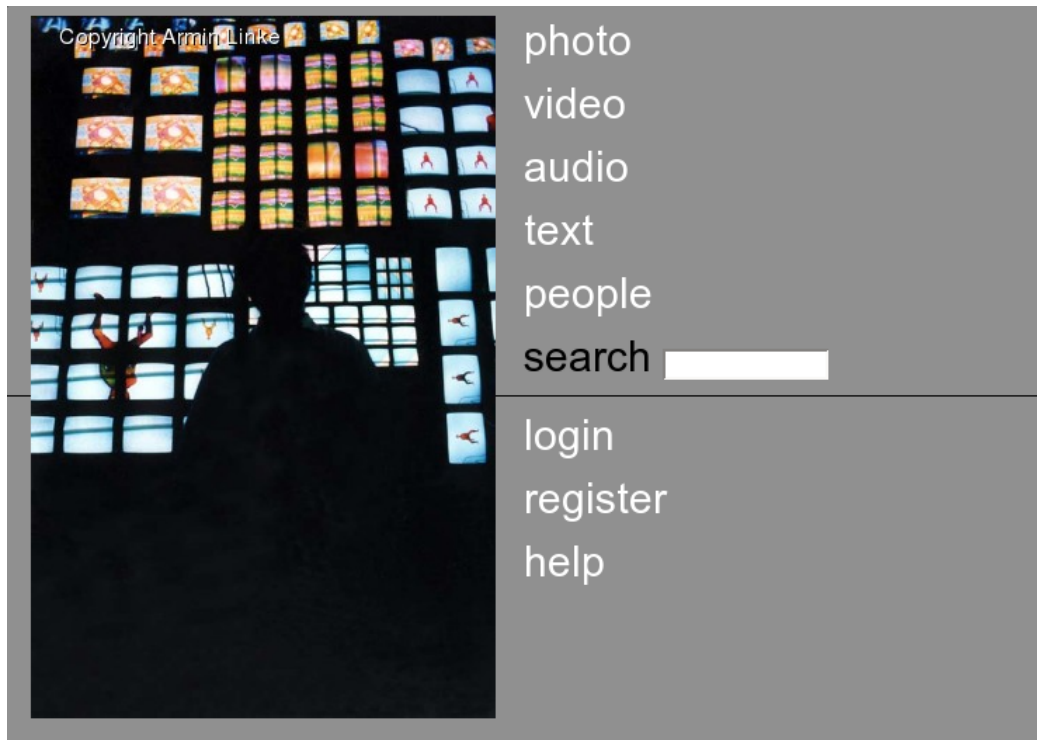 Copyright Armin Linke
photo
video
audio
text
people
search
login
register
help